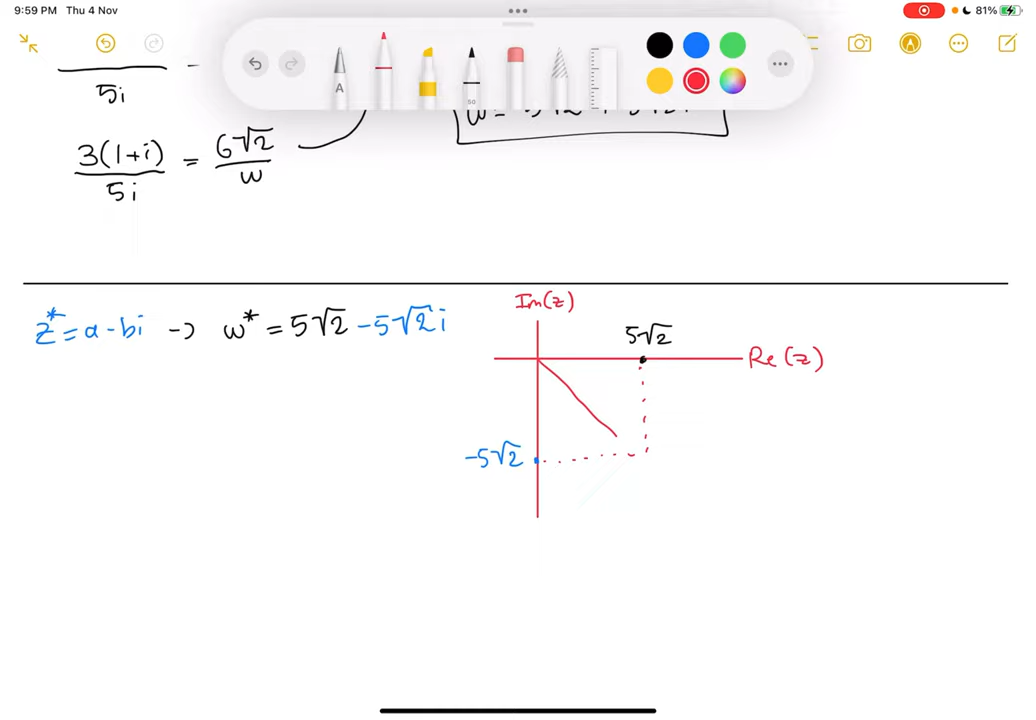 9:59 PM Thu 4 Nov
81%
A
50
5i
3(1+i)/5i = 6√2/w
z* = a - bi → w* = 5√2 - 5√2 i
Im(z)
5√2
Re(z)
-5√2